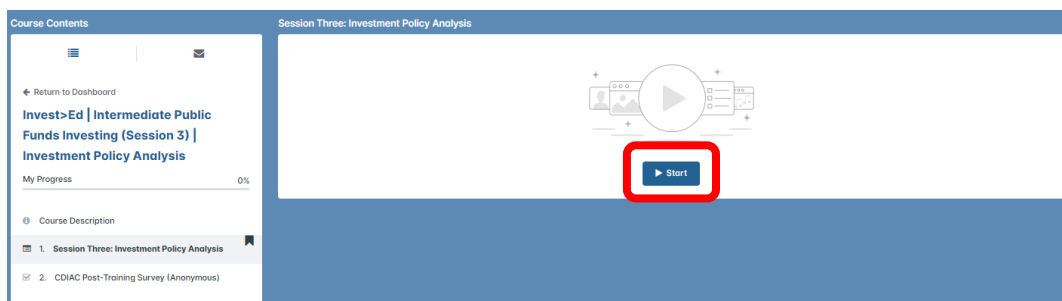 Course Contents
Session Three: Investment Policy Analysis
Return to Dashboard
Invest>Ed | Intermediate Public
Funds Investing (Session 3) |
Investment Policy Analysis
My Progress 0%
Course Description
1. Session Three: Investment Policy Analysis
2. CDIAC Post-Training Survey (Anonymous)
Start